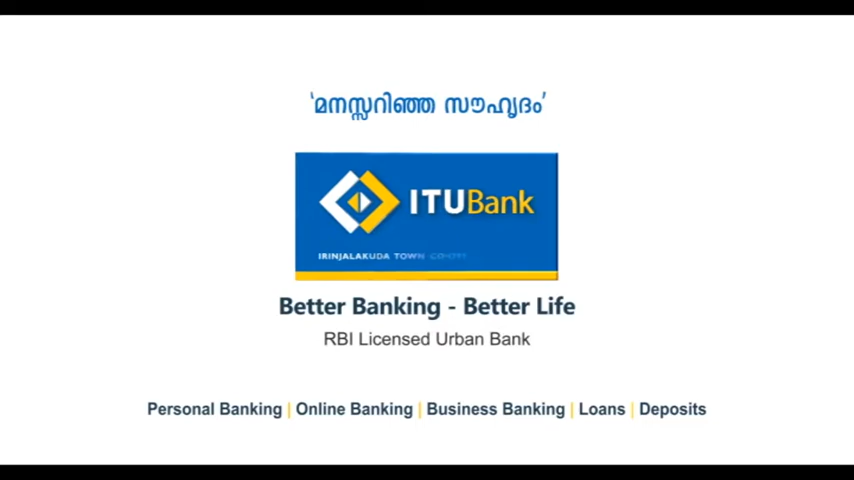 ‘മനസ്സറിഞ്ഞ സൗഹൃദം’
ITUBank
IRINJALAKUDA TOWN
Better Banking - Better Life
RBI Licensed Urban Bank
Personal Banking | Online Banking | Business Banking | Loans | Deposits